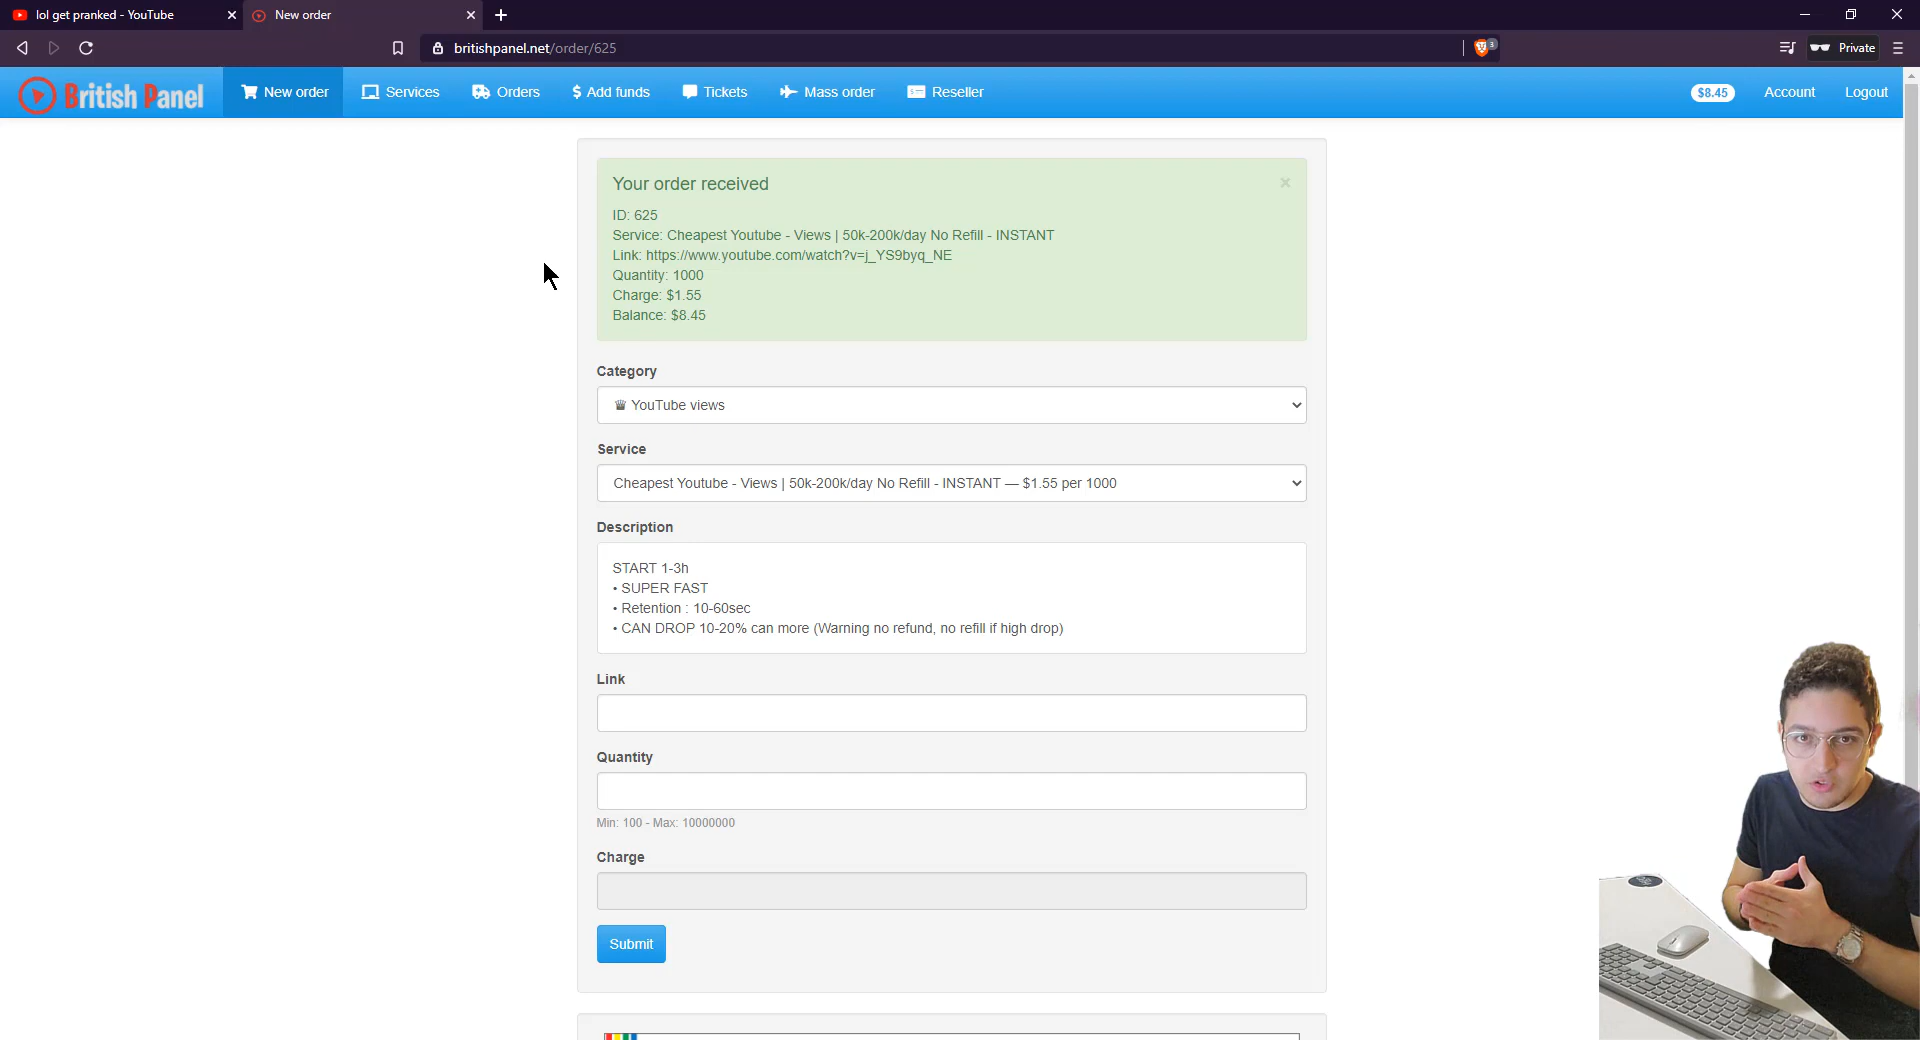 lol get pranked - YouTube
New order
britishpanel.net/order/625
3
Private
British Panel
New order
Services
Orders
Add funds
Tickets
Mass order
Reseller
$8.45
Account
Logout
Your order received
ID: 625
Service: Cheapest Youtube - Views | 50k-200k/day No Refill - INSTANT
Link: https://www.youtube.com/watch?v=j_YS9byq_NE
Quantity: 1000
Charge: $1.55
Balance: $8.45
Category
♛ YouTube views
Service
Cheapest Youtube - Views | 50k-200k/day No Refill - INSTANT — $1.55 per 1000
Description
START 1-3h
• SUPER FAST
• Retention : 10-60sec
• CAN DROP 10-20% can more (Warning no refund, no refill if high drop)
Link
Quantity
Min: 100 - Max: 10000000
Charge
Submit